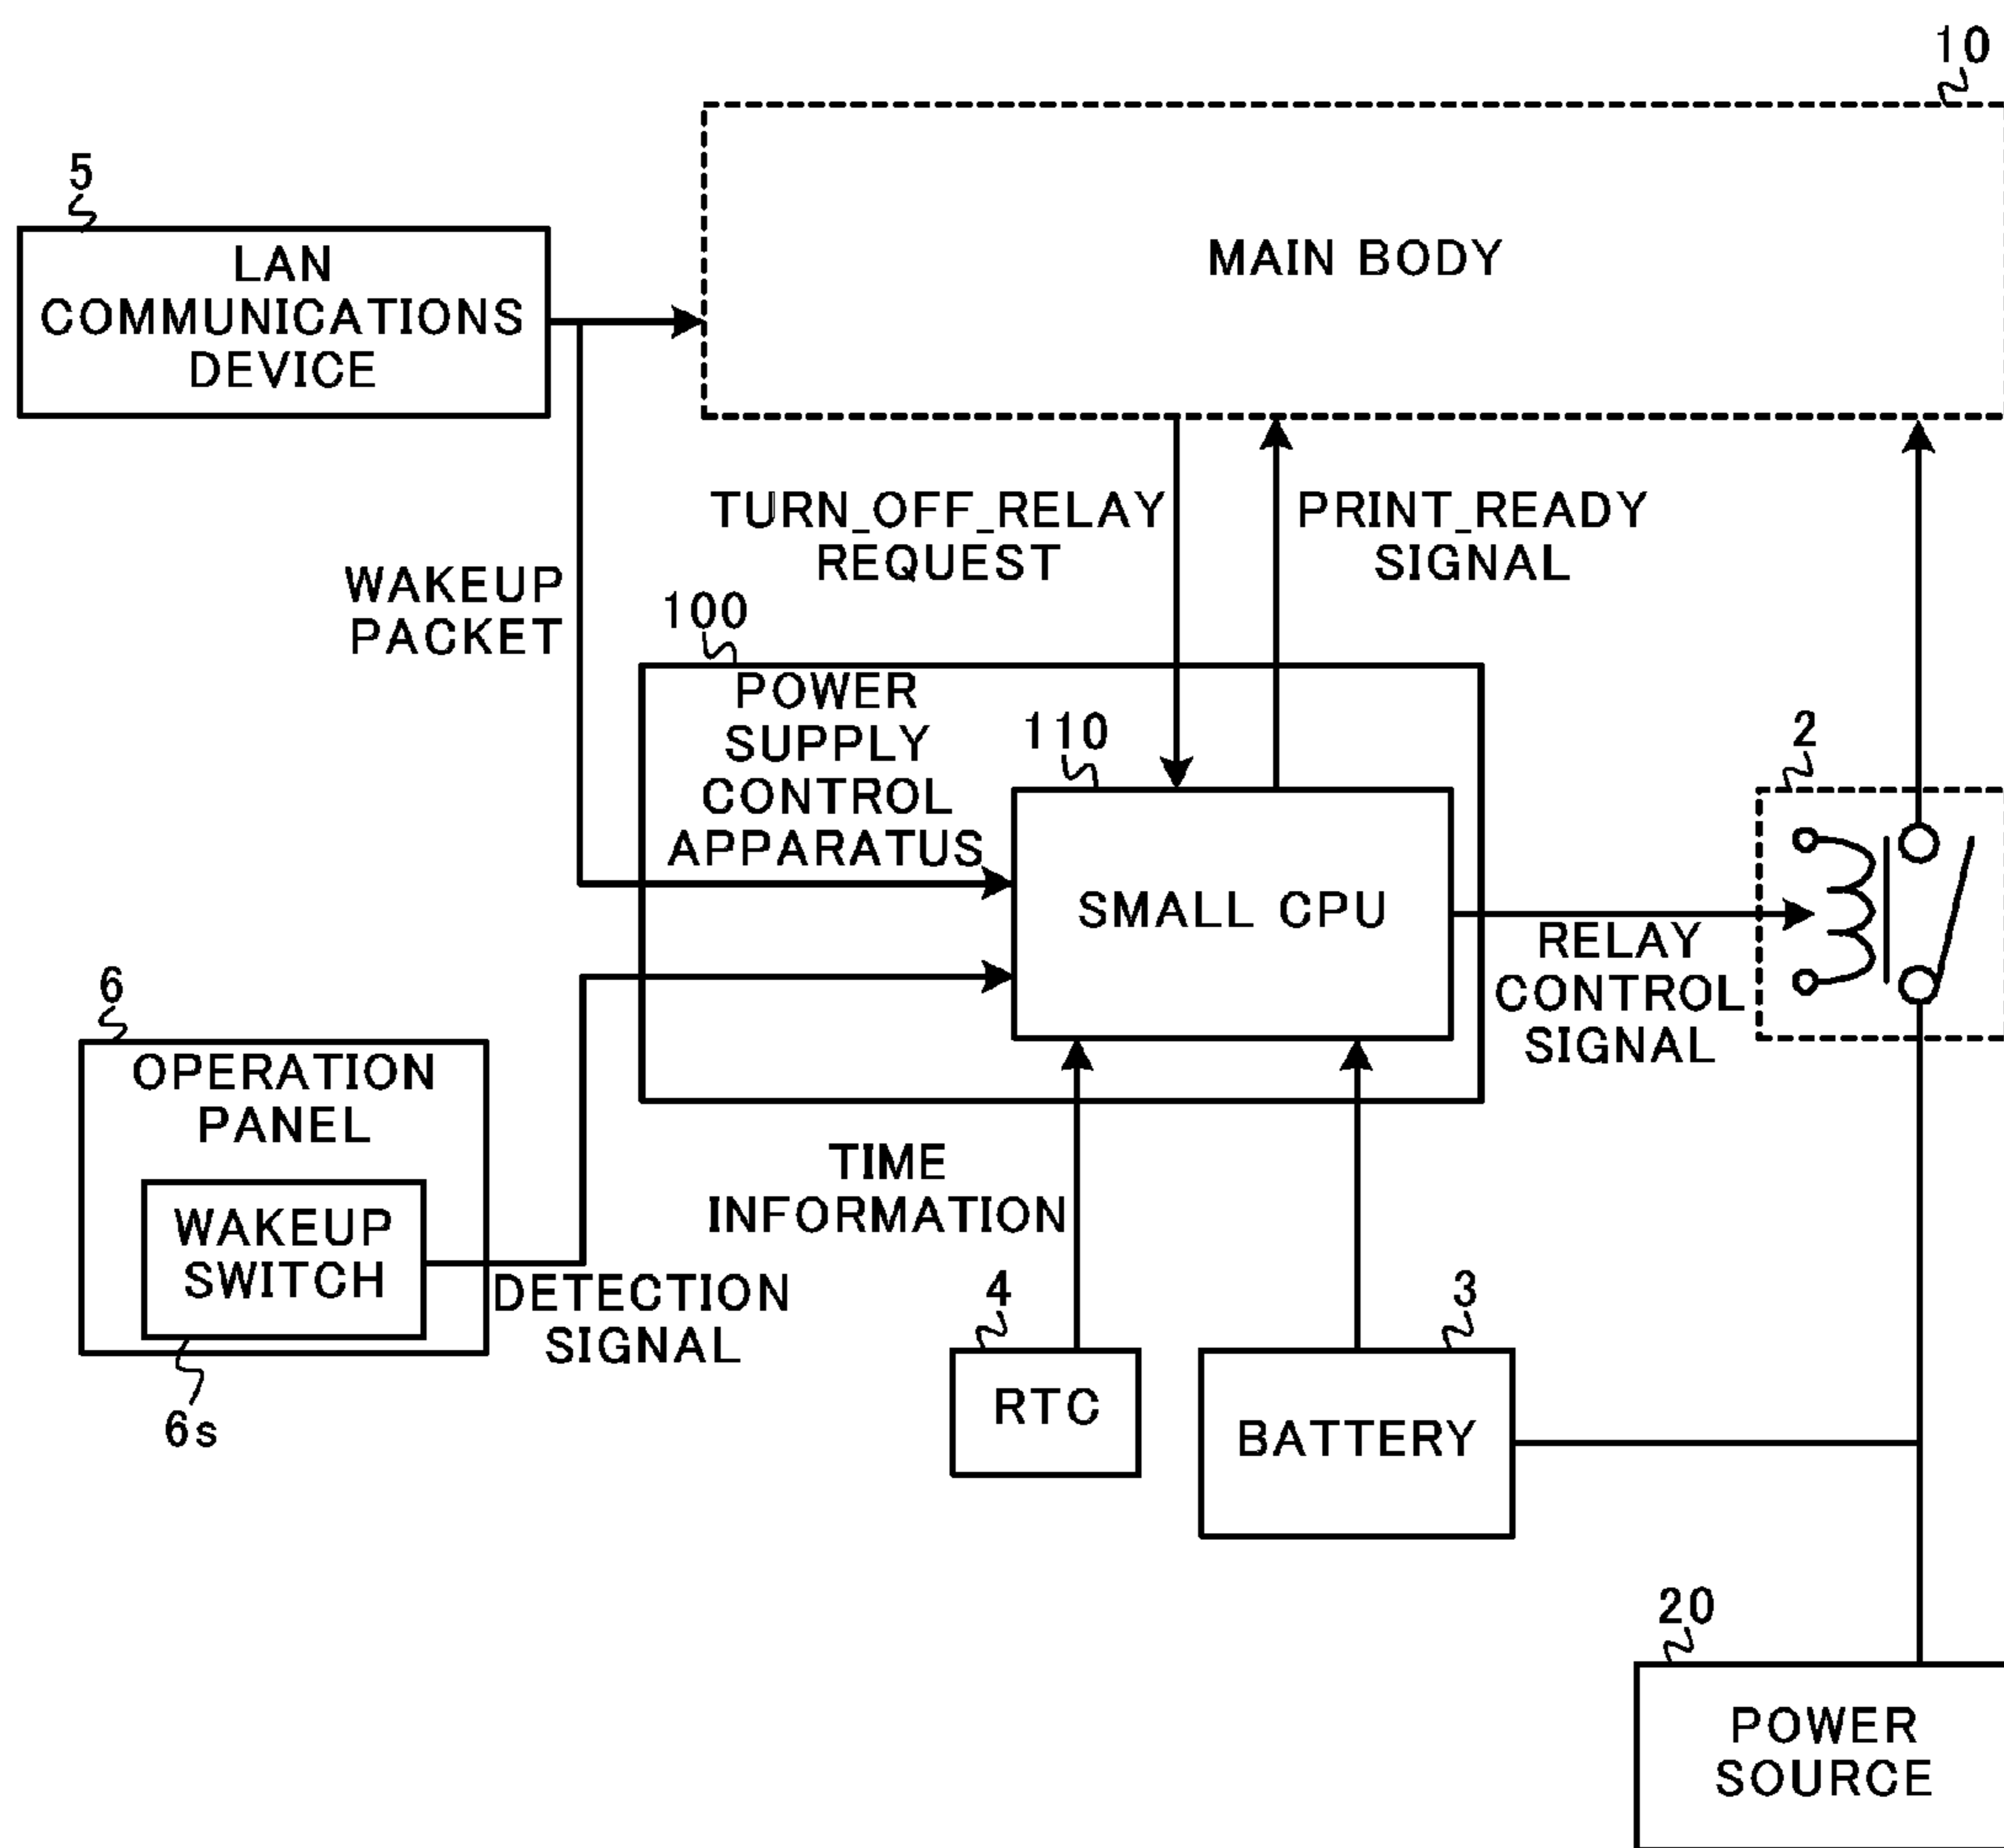 10
5
LAN
COMMUNICATIONS
DEVICE
MAIN BODY
TURN_OFF_RELAY
REQUEST
PRINT_READY
SIGNAL
WAKEUP
PACKET
100
POWER
SUPPLY
CONTROL
APPARATUS
110
SMALL CPU
2
RELAY
CONTROL
SIGNAL
6
OPERATION
PANEL
WAKEUP
SWITCH
6s
DETECTION
SIGNAL
TIME
INFORMATION
4
RTC
3
BATTERY
20
POWER
SOURCE